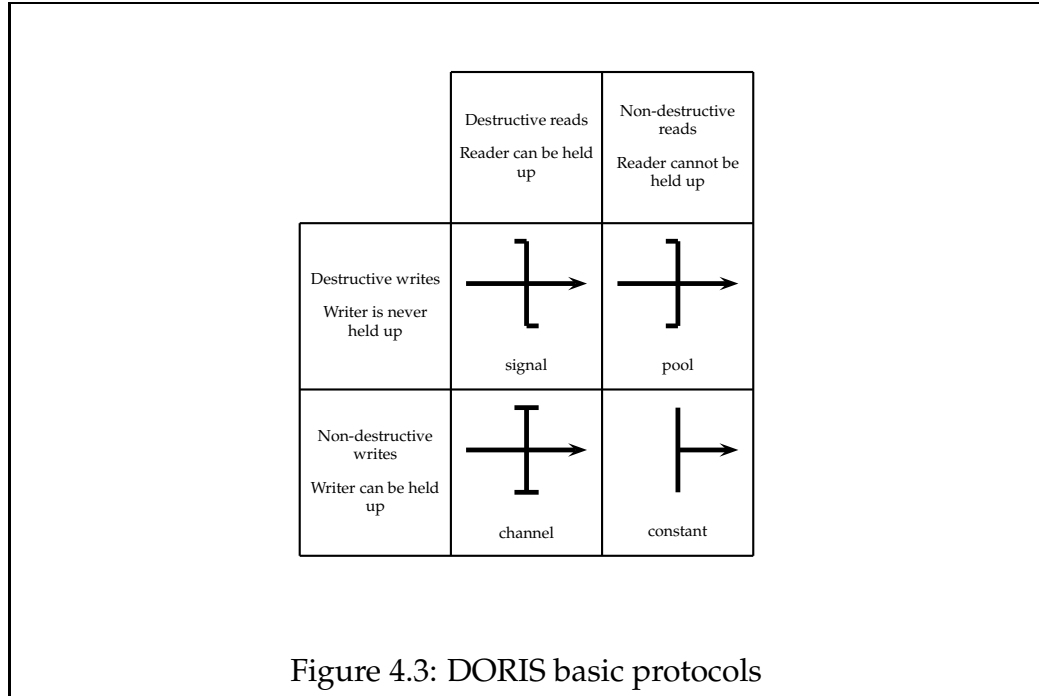 Destructive reads
Reader can be held
up
Non-destructive
reads
Reader cannot be
held up
Destructive writes
Writer is never
held up
signal
pool
Non-destructive
writes
Writer can be held
up
channel
constant
Figure 4.3: DORIS basic protocols